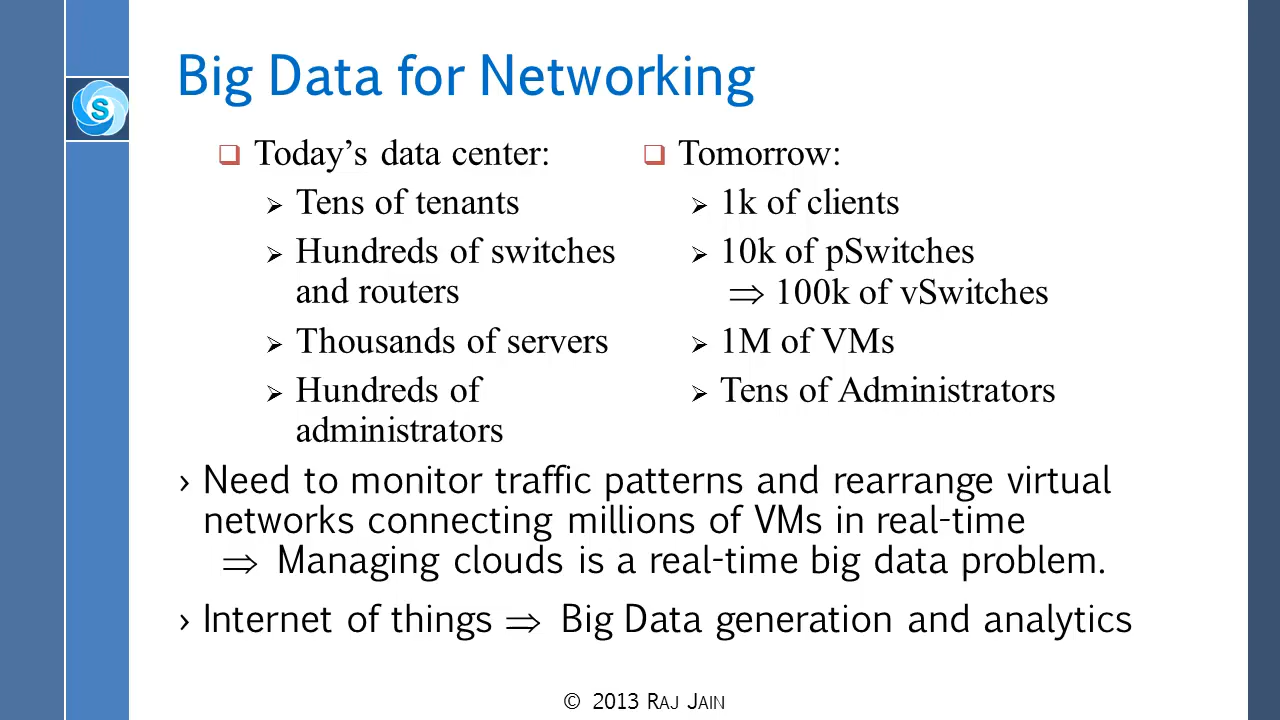 Big Data for Networking
S
Today's data center:
Tens of tenants
Hundreds of switches
and routers
Thousands of servers
Hundreds of
administrators
Tomorrow:
1k of clients
10k of pSwitches
⇒ 100k of vSwitches
1M of VMs
Tens of Administrators
› Need to monitor traffic patterns and rearrange virtual
networks connecting millions of VMs in real-time
⇒ Managing clouds is a real-time big data problem.
› Internet of things ⇒ Big Data generation and analytics
© 2013 RAJ JAIN